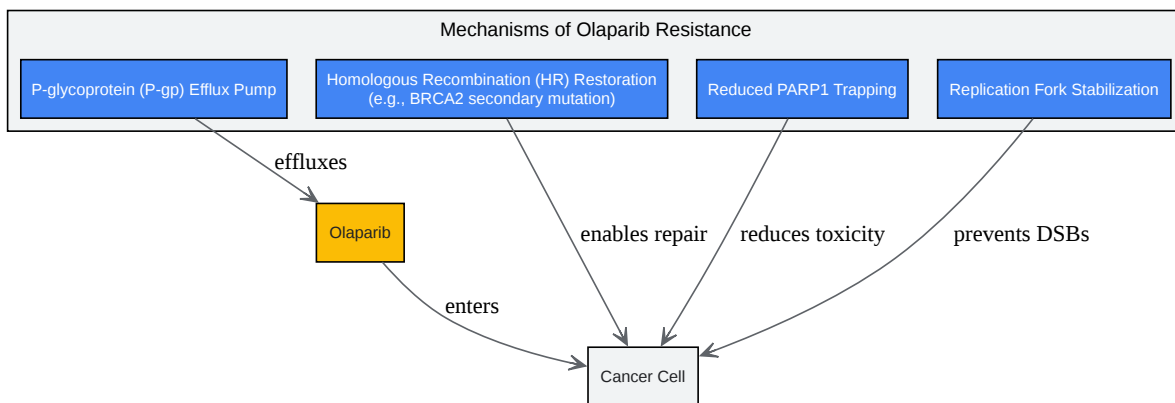 Mechanisms of Olaparib Resistance
P-glycoprotein (P-gp) Efflux Pump
Homologous Recombination (HR) Restoration
(e.g., BRCA2 secondary mutation)
Reduced PARP1 Trapping
Replication Fork Stabilization
effluxes
Olaparib
enables repair
reduces toxicity
prevents DSBs
enters
Cancer Cell